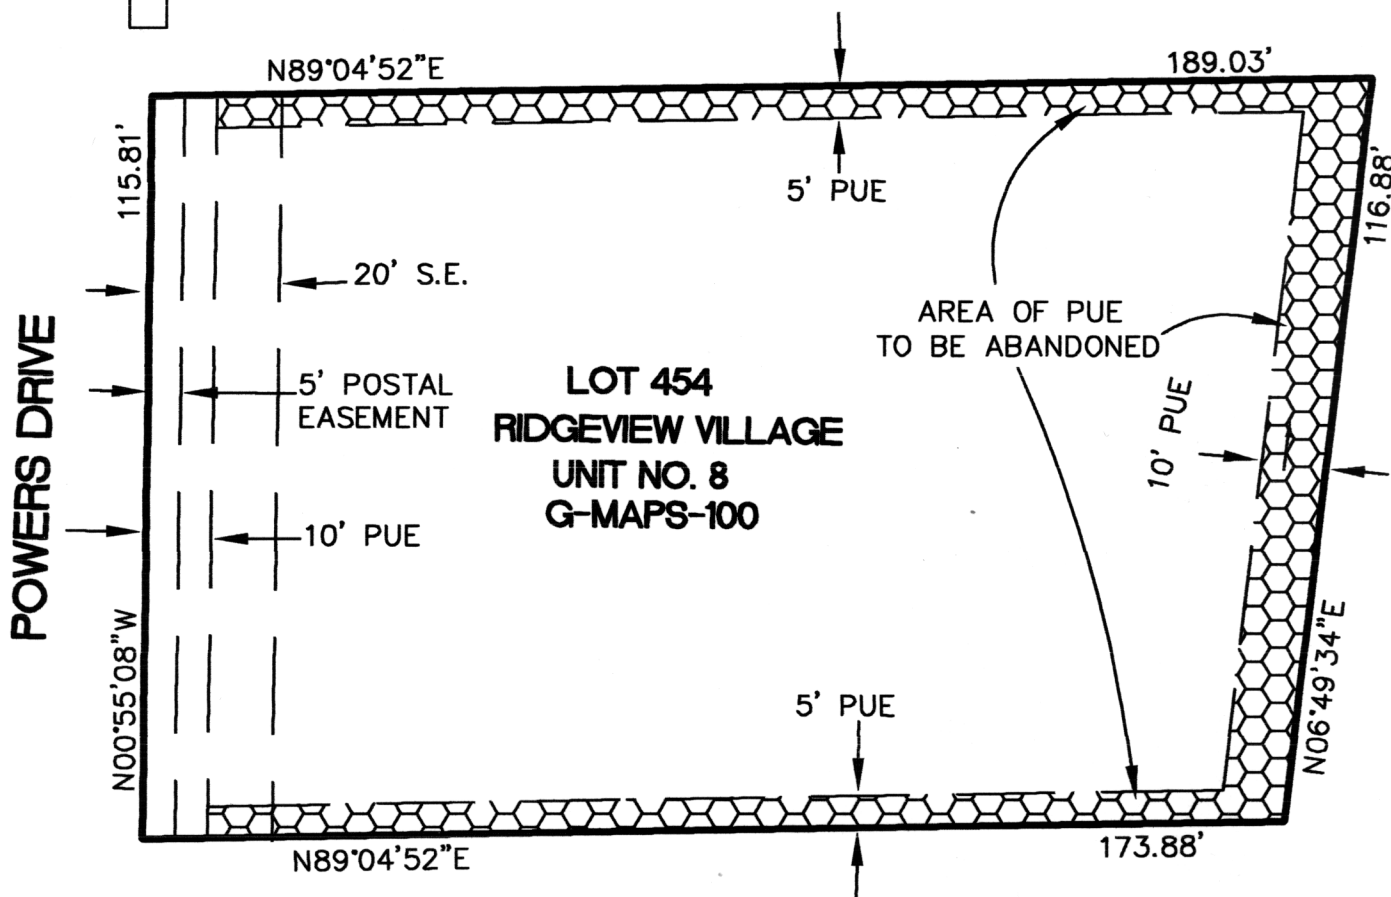 N89°04'52"E
189.03'
115.81'
116.88'
5' PUE
20' S.E.
AREA OF PUE
TO BE ABANDONED
POWERS DRIVE
5' POSTAL
EASEMENT
LOT 454
RIDGEVIEW VILLAGE
UNIT NO. 8
G-MAPS-100
10' PUE
10' PUE
N00°55'08"W
5' PUE
N06°49'34"E
N89°04'52"E
173.88'